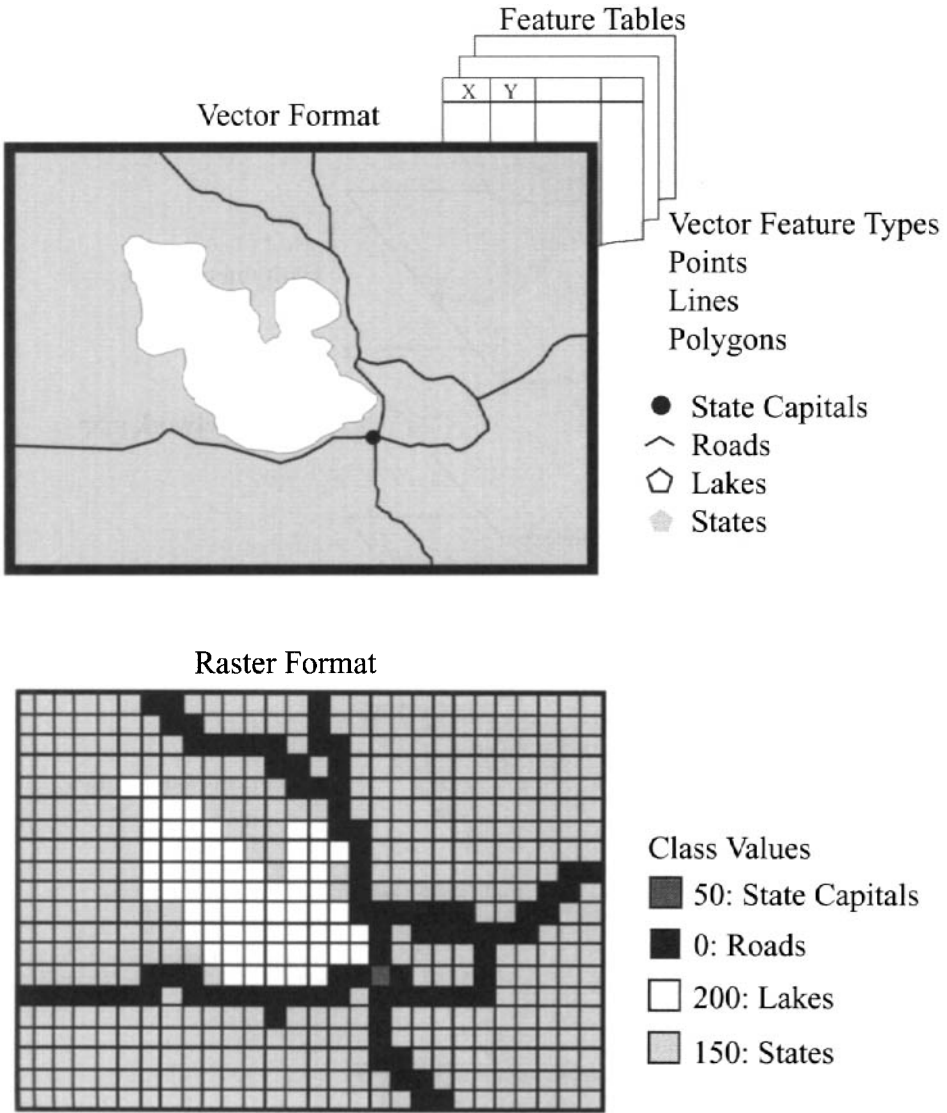 Feature Tables
X Y
Vector Format
Vector Feature Types
Points
Lines
Polygons
State Capitals
Roads
Lakes
States
Raster Format
Class Values
50: State Capitals
0: Roads
200: Lakes
150: States